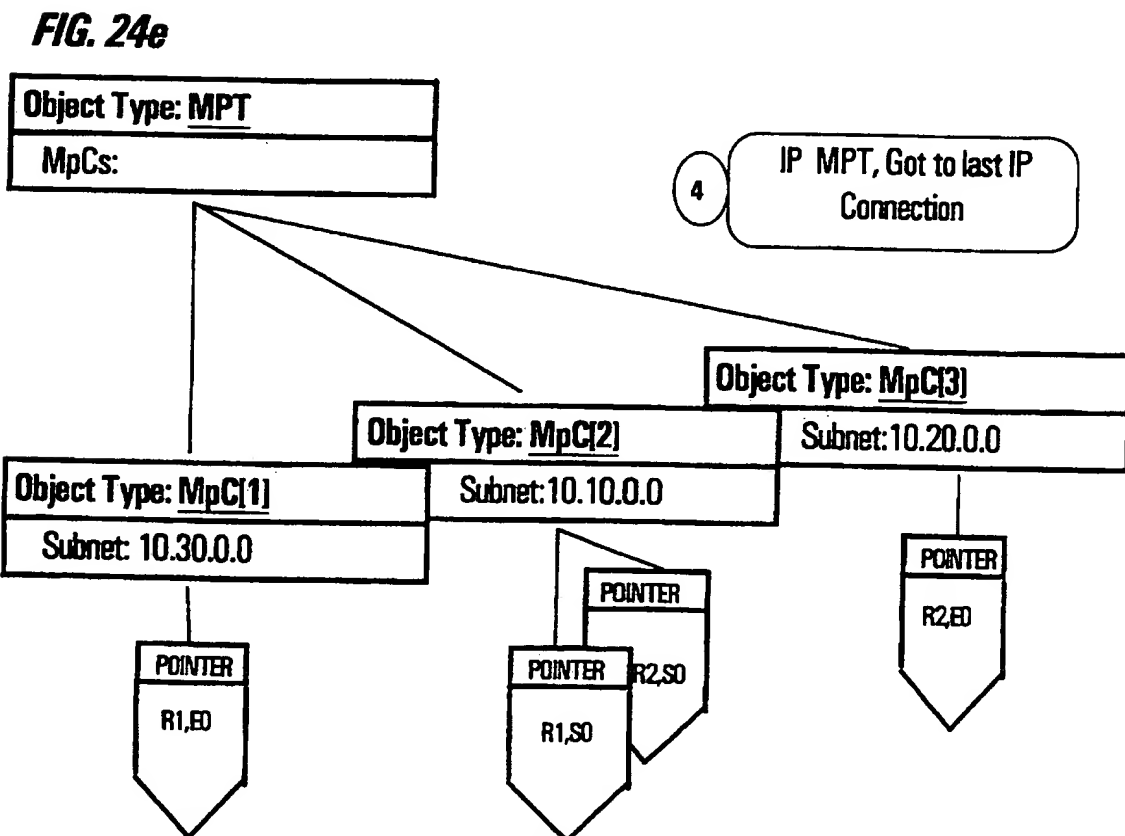 FIG. 24e
Object Type: MPT
MpCs:
4
IP MPT, Got to last IP
Connection
Object Type: MpC[3]
Subnet:10.20.0.0
Object Type: MpC[2]
Subnet:10.10.0.0
Object Type: MpC[1]
Subnet: 10.30.0.0
POINTER
R2,E0
POINTER
R2,S0
POINTER
R1,S0
POINTER
R1,E0